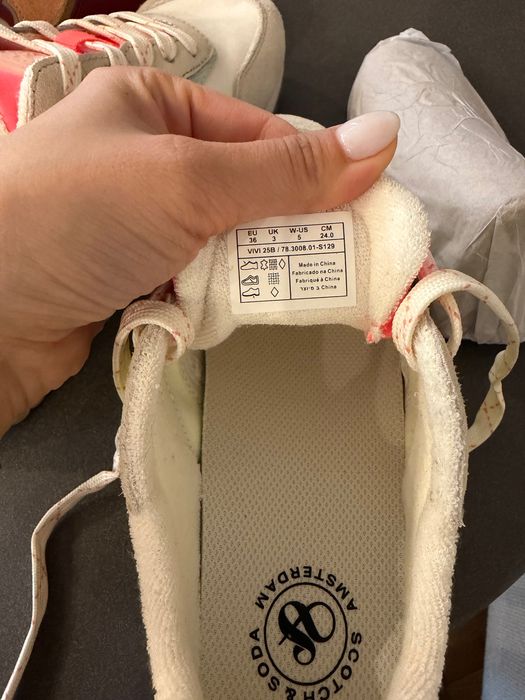 EU UK W-US CM
36 3 5 24.0
VIVI 25B / 78.3008.01-S129
Made in China
Fabricado na China
Fabriqué à China
SCOTCH & SODA
AMSTERDAM